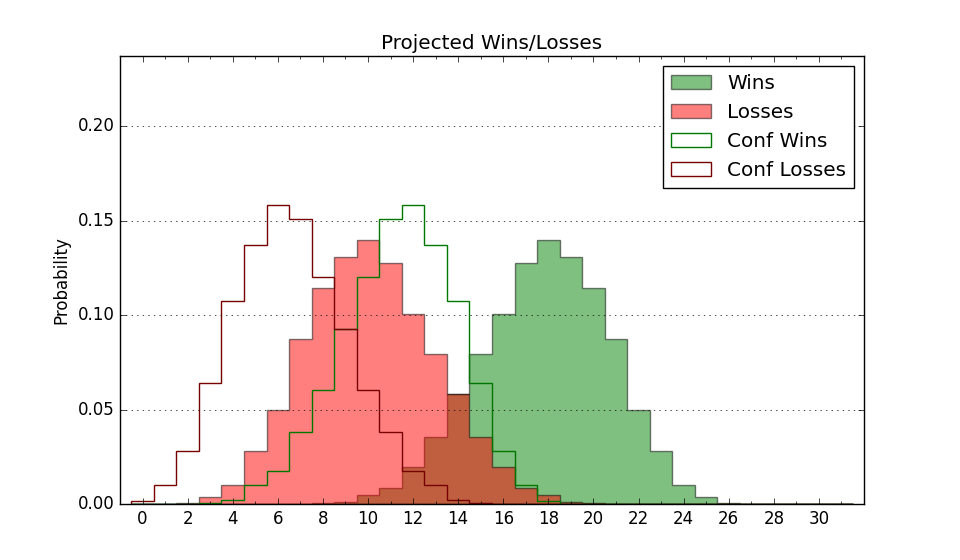 Projected Wins/Losses
Wins
Losses
Conf Wins
Conf Losses
Probability
0.20
0.15
0.10
0.05
0.00
0 2 4 6 8 10 12 14 16 18 20 22 24 26 28 30